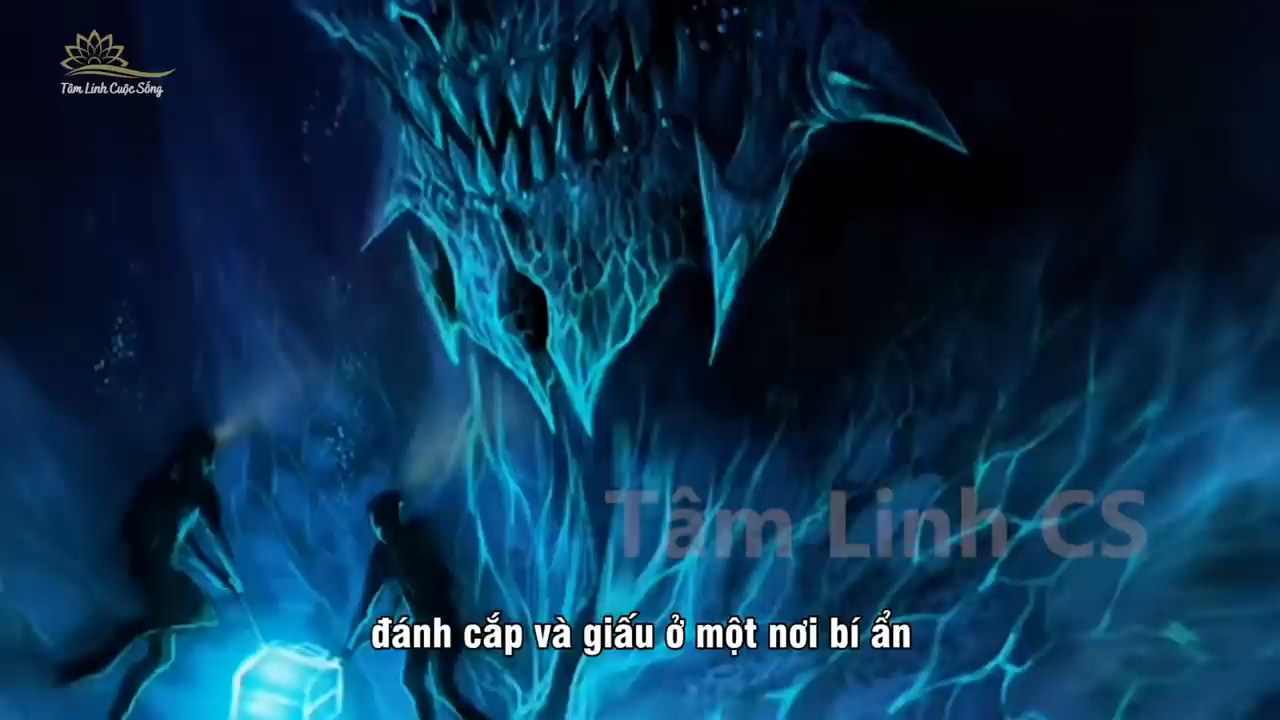 Tâm Linh Cuộc Sống
Tâm Linh CS
đánh cắp và giấu ở một nơi bí ẩn